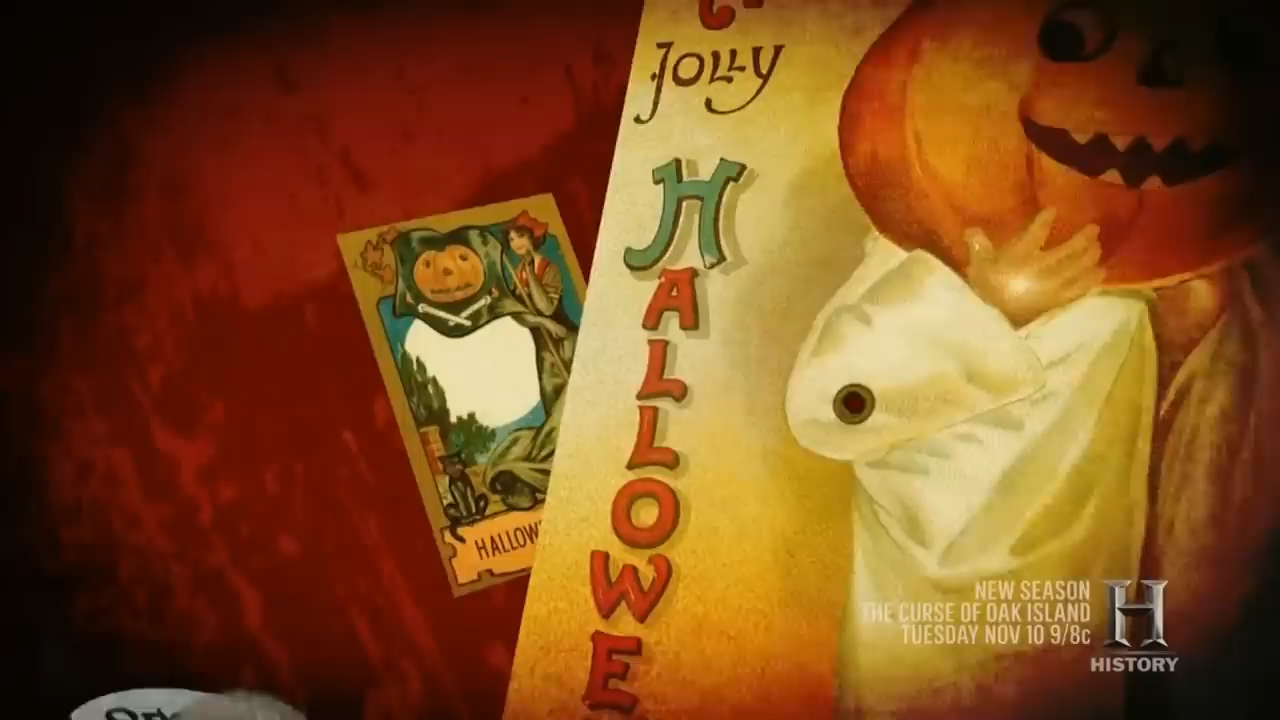 JOLLY
HALLOWE
HALLOW
NEW SEASON
THE CURSE OF OAK ISLAND
TUESDAY NOV 10 9/8c
H
HISTORY